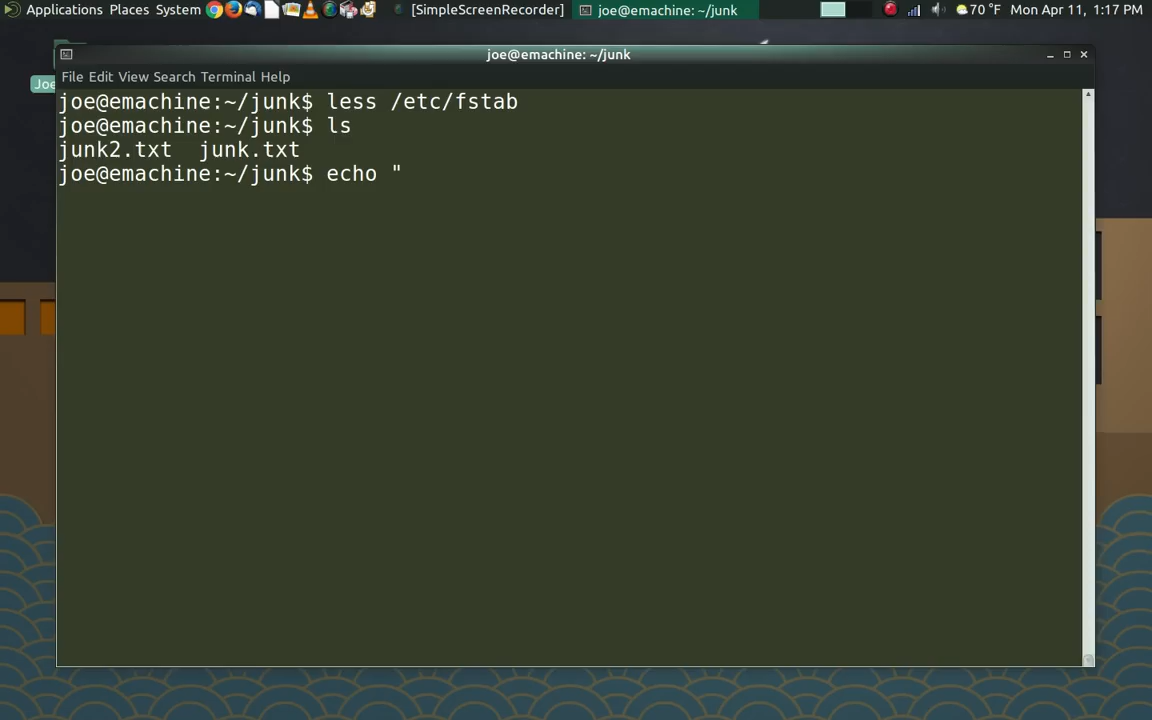 Applications Places System [SimpleScreenRecorder] joe@emachine: ~/junk 70 °F Mon Apr 11, 1:17 PM
Joe
joe@emachine: ~/junk
File Edit View Search Terminal Help
joe@emachine:~/junk$ less /etc/fstab
joe@emachine:~/junk$ ls
junk2.txt  junk.txt
joe@emachine:~/junk$ echo "